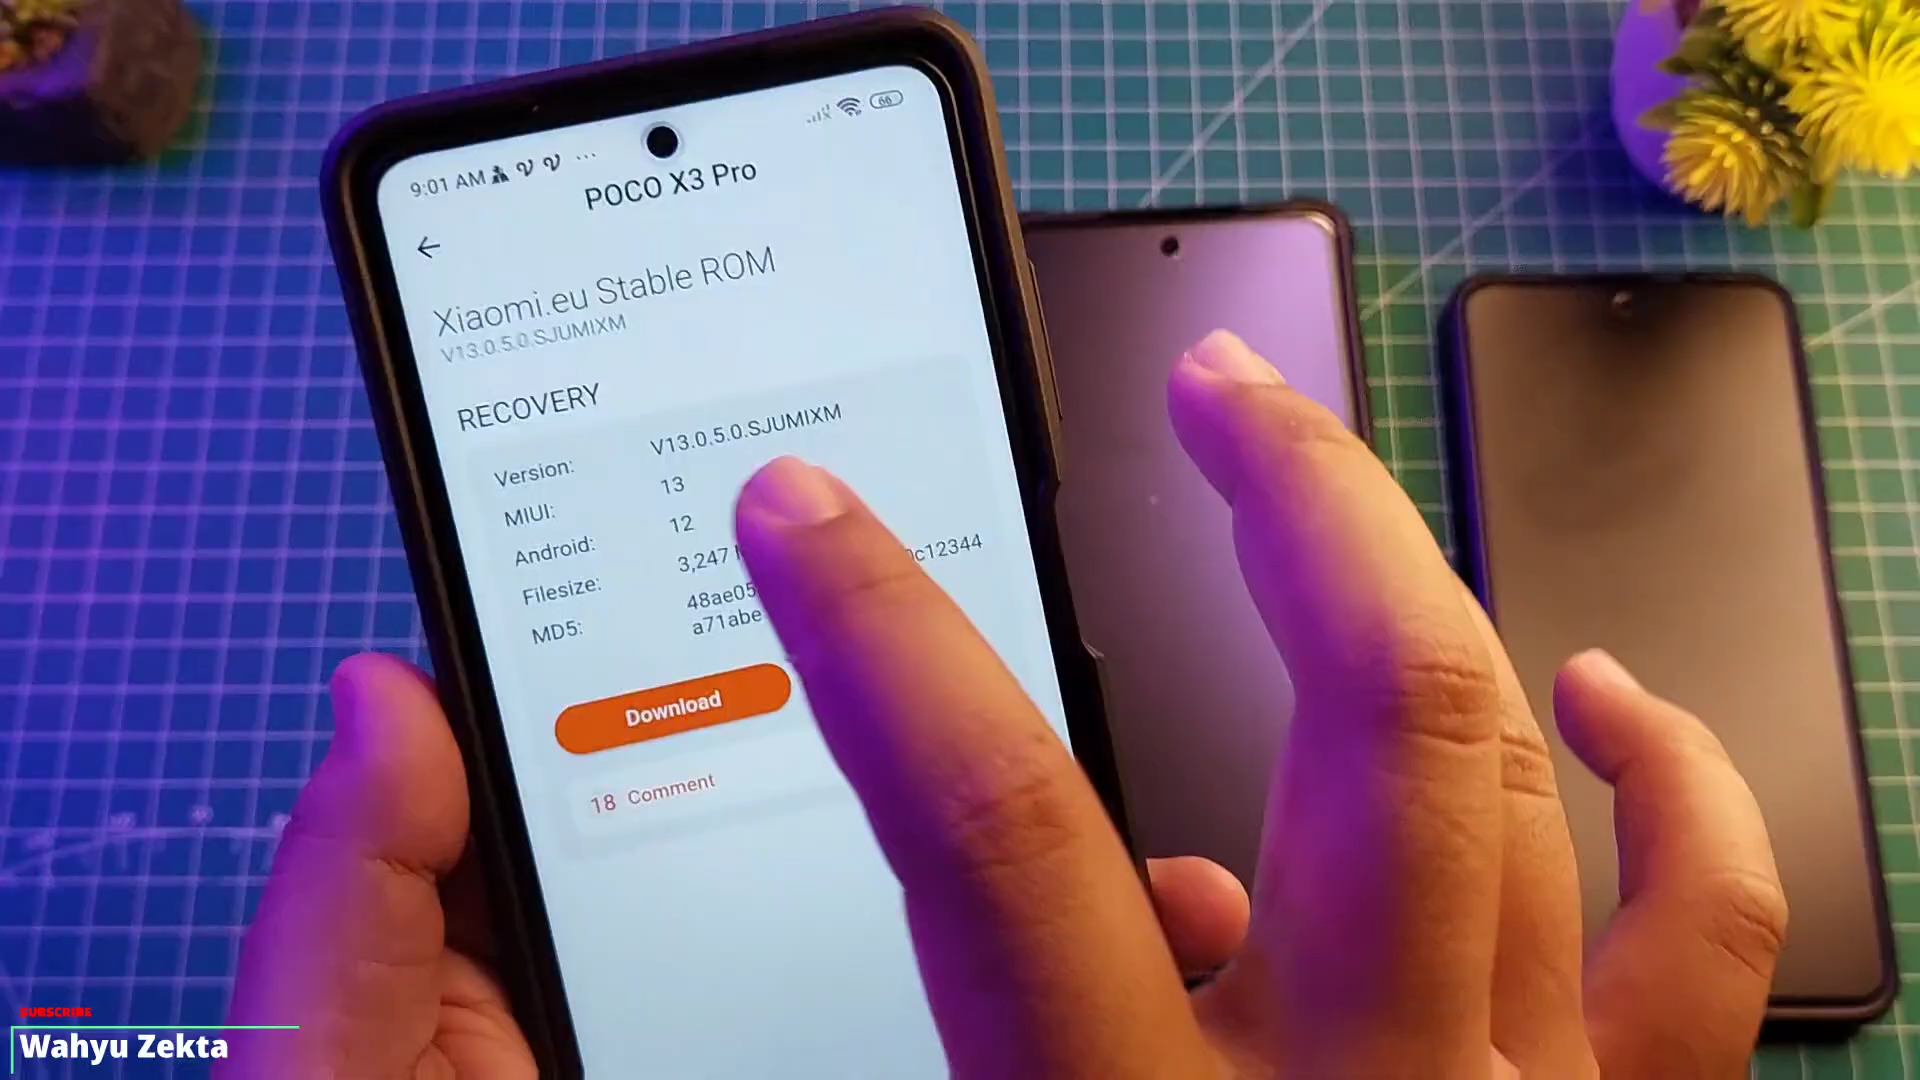 9:01 AM ...
66
POCO X3 Pro
Xiaomi.eu Stable ROM
V13.0.5.0.SJUMIXM
RECOVERY
Version: V13.0.5.0.SJUMIXM
MIUI: 13
Android: 12
Filesize: 3,247
MD5: 48ae05 0c12344
a71abe
Download
18 Comment
SUBSCRIBE
Wahyu Zekta